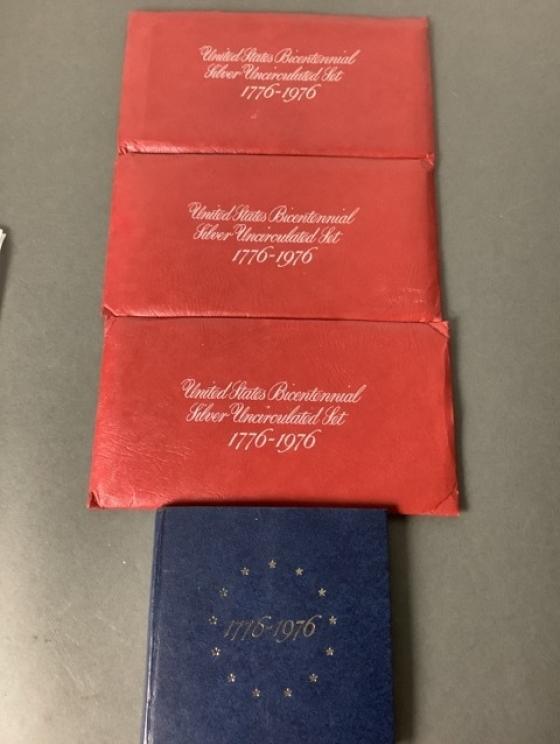 United States Bicentennial
Silver Uncirculated Set
1776-1976
United States Bicentennial
Silver Uncirculated Set
1776-1976
United States Bicentennial
Silver Uncirculated Set
1776-1976
1776-1976